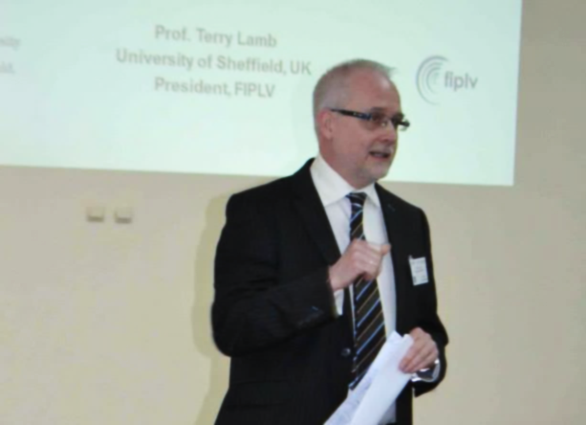 Prof. Terry Lamb
University of Sheffield, UK
President, FIPLV
fiplv